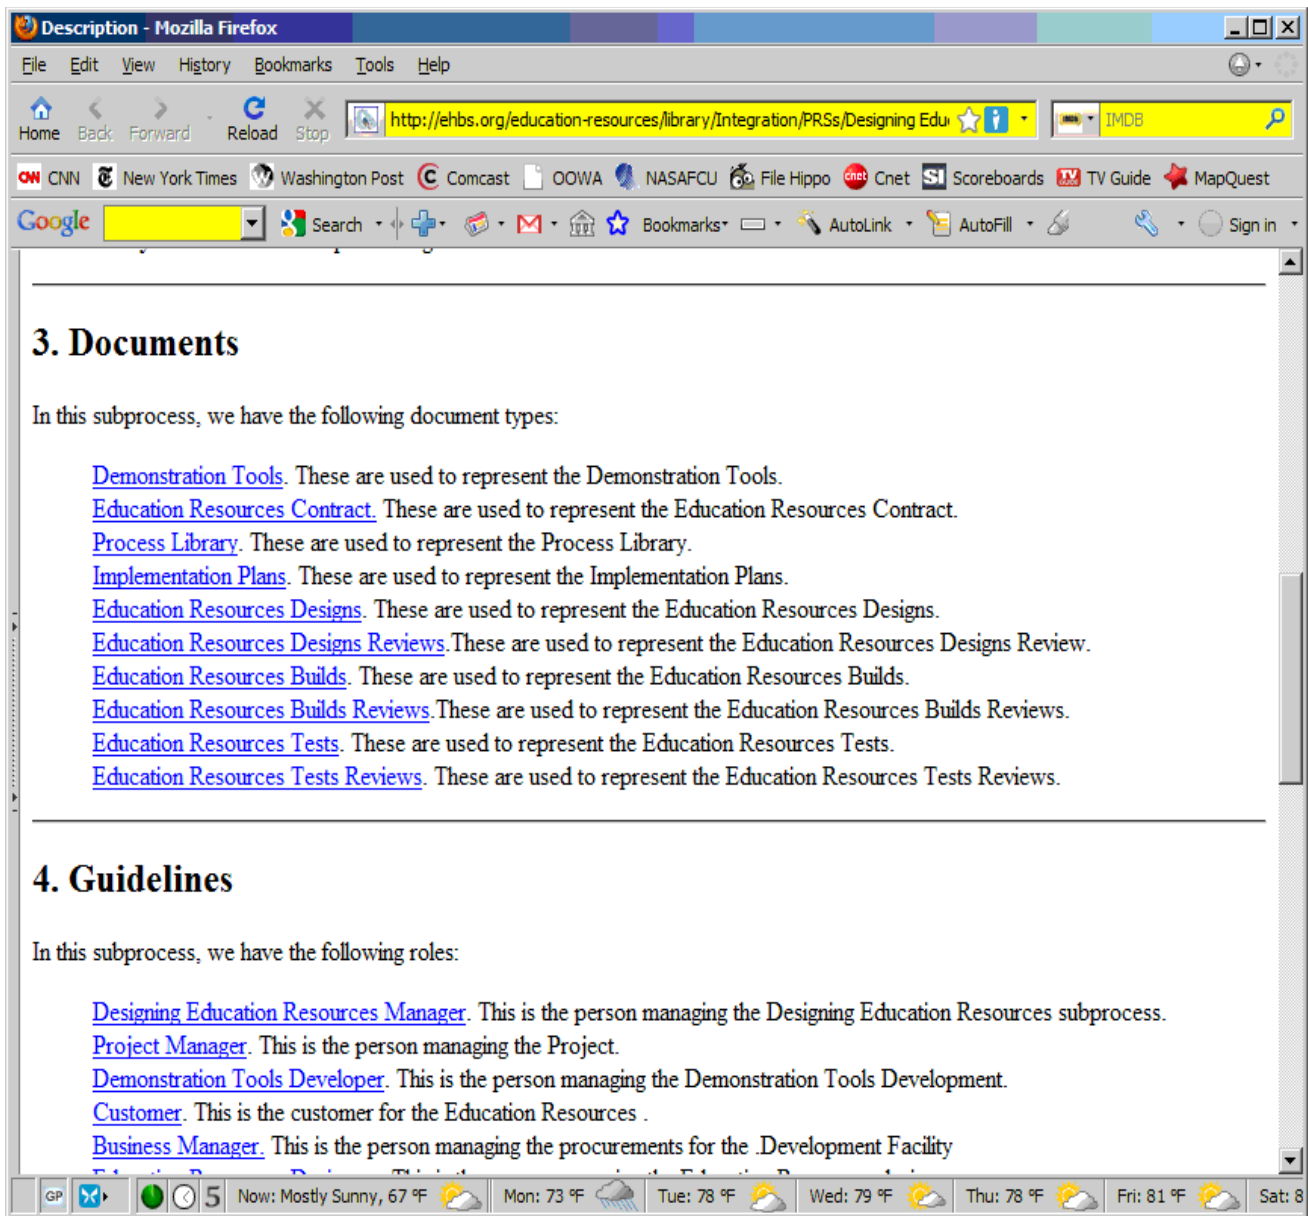 Description - Mozilla Firefox
File Edit View History Bookmarks Tools Help
Home Back Forward Reload Stop http://ehbs.org/education-resources/library/Integration/PRSs/Designing Edu IMDB
CNN New York Times Washington Post Comcast OOWA NASAFCU File Hippo cnet Cnet SI Scoreboards TV Guide MapQuest
Google Search Bookmarks AutoLink AutoFill Sign in
3. Documents
In this subprocess, we have the following document types:
Demonstration Tools. These are used to represent the Demonstration Tools.
Education Resources Contract. These are used to represent the Education Resources Contract.
Process Library. These are used to represent the Process Library.
Implementation Plans. These are used to represent the Implementation Plans.
Education Resources Designs. These are used to represent the Education Resources Designs.
Education Resources Designs Reviews.These are used to represent the Education Resources Designs Review.
Education Resources Builds. These are used to represent the Education Resources Builds.
Education Resources Builds Reviews.These are used to represent the Education Resources Builds Reviews.
Education Resources Tests. These are used to represent the Education Resources Tests.
Education Resources Tests Reviews. These are used to represent the Education Resources Tests Reviews.
4. Guidelines
In this subprocess, we have the following roles:
Designing Education Resources Manager. This is the person managing the Designing Education Resources subprocess.
Project Manager. This is the person managing the Project.
Demonstration Tools Developer. This is the person managing the Demonstration Tools Development.
Customer. This is the customer for the Education Resources .
Business Manager. This is the person managing the procurements for the .Development Facility
GP 5 Now: Mostly Sunny, 67 °F Mon: 73 °F Tue: 78 °F Wed: 79 °F Thu: 78 °F Fri: 81 °F Sat: 8